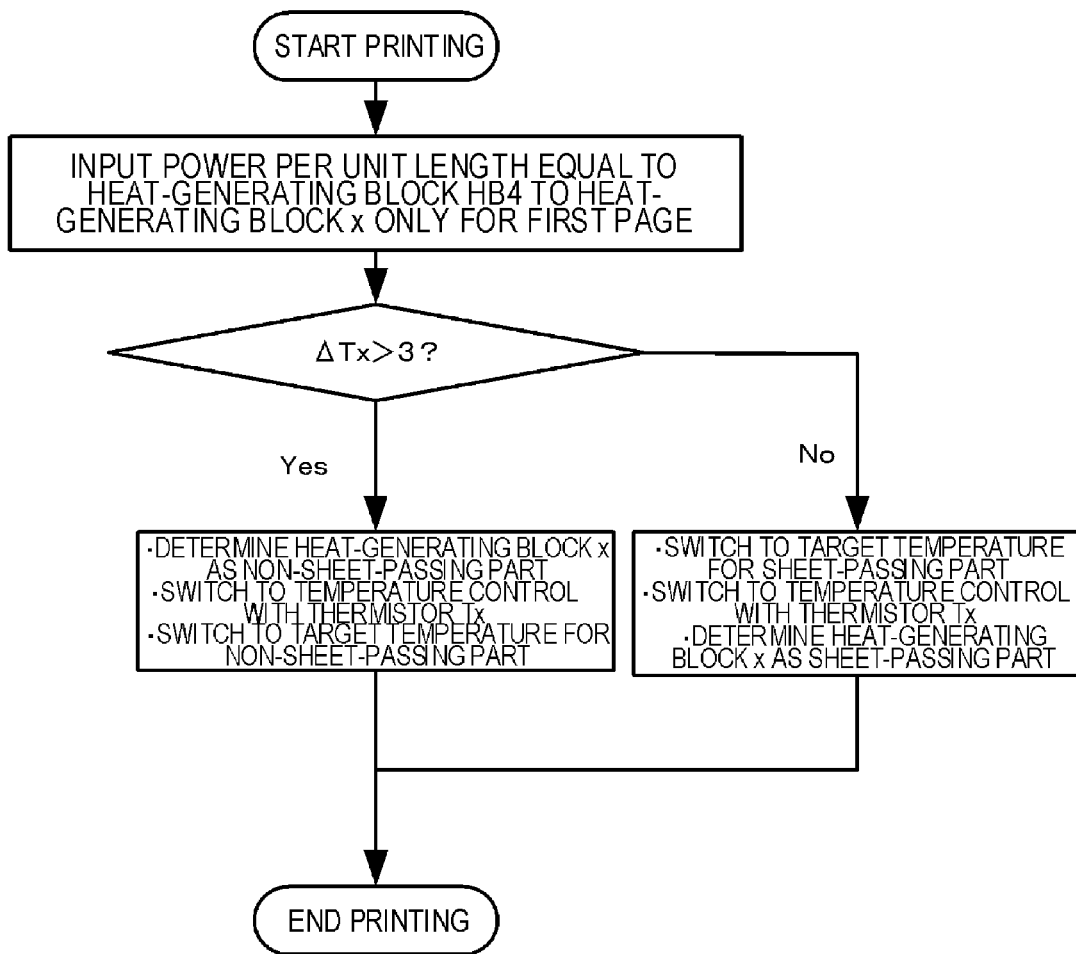 START PRINTING
INPUT POWER PER UNIT LENGTH EQUAL TO
HEAT-GENERATING BLOCK HB4 TO HEAT-
GENERATING BLOCK x ONLY FOR FIRST PAGE
ΔTx>3?
Yes
No
·DETERMINE HEAT-GENERATING BLOCK x
AS NON-SHEET-PASSING PART
·SWITCH TO TEMPERATURE CONTROL
WITH THERMISTOR Tx
·SWITCH TO TARGET TEMPERATURE FOR
NON-SHEET-PASSING PART
·SWITCH TO TARGET TEMPERATURE
FOR SHEET-PASSING PART
·SWITCH TO TEMPERATURE CONTROL
WITH THERMISTOR Tx
·DETERMINE HEAT-GENERATING
BLOCK x AS SHEET-PASSING PART
END PRINTING